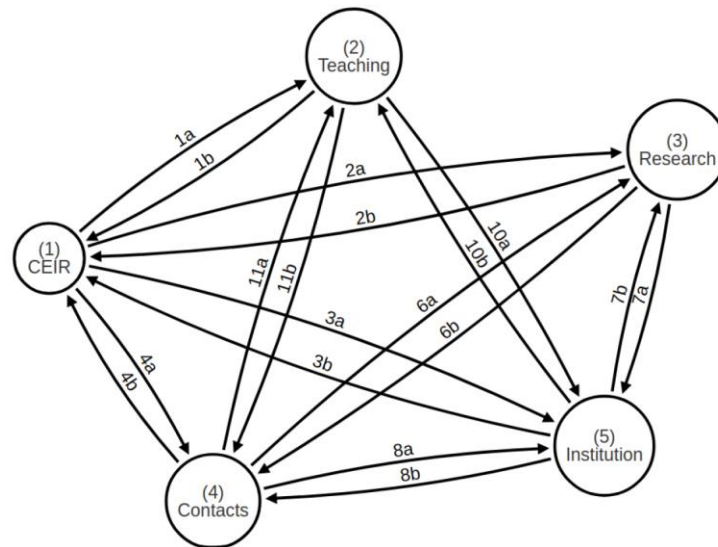 (2)
Teaching
(3)
Research
1a
1b
2a
2b
(1)
CEIR
10a
10b
11a
11b
6a
6b
7b
7a
3a
3b
4a
4b
(5)
Institution
8a
8b
(4)
Contacts